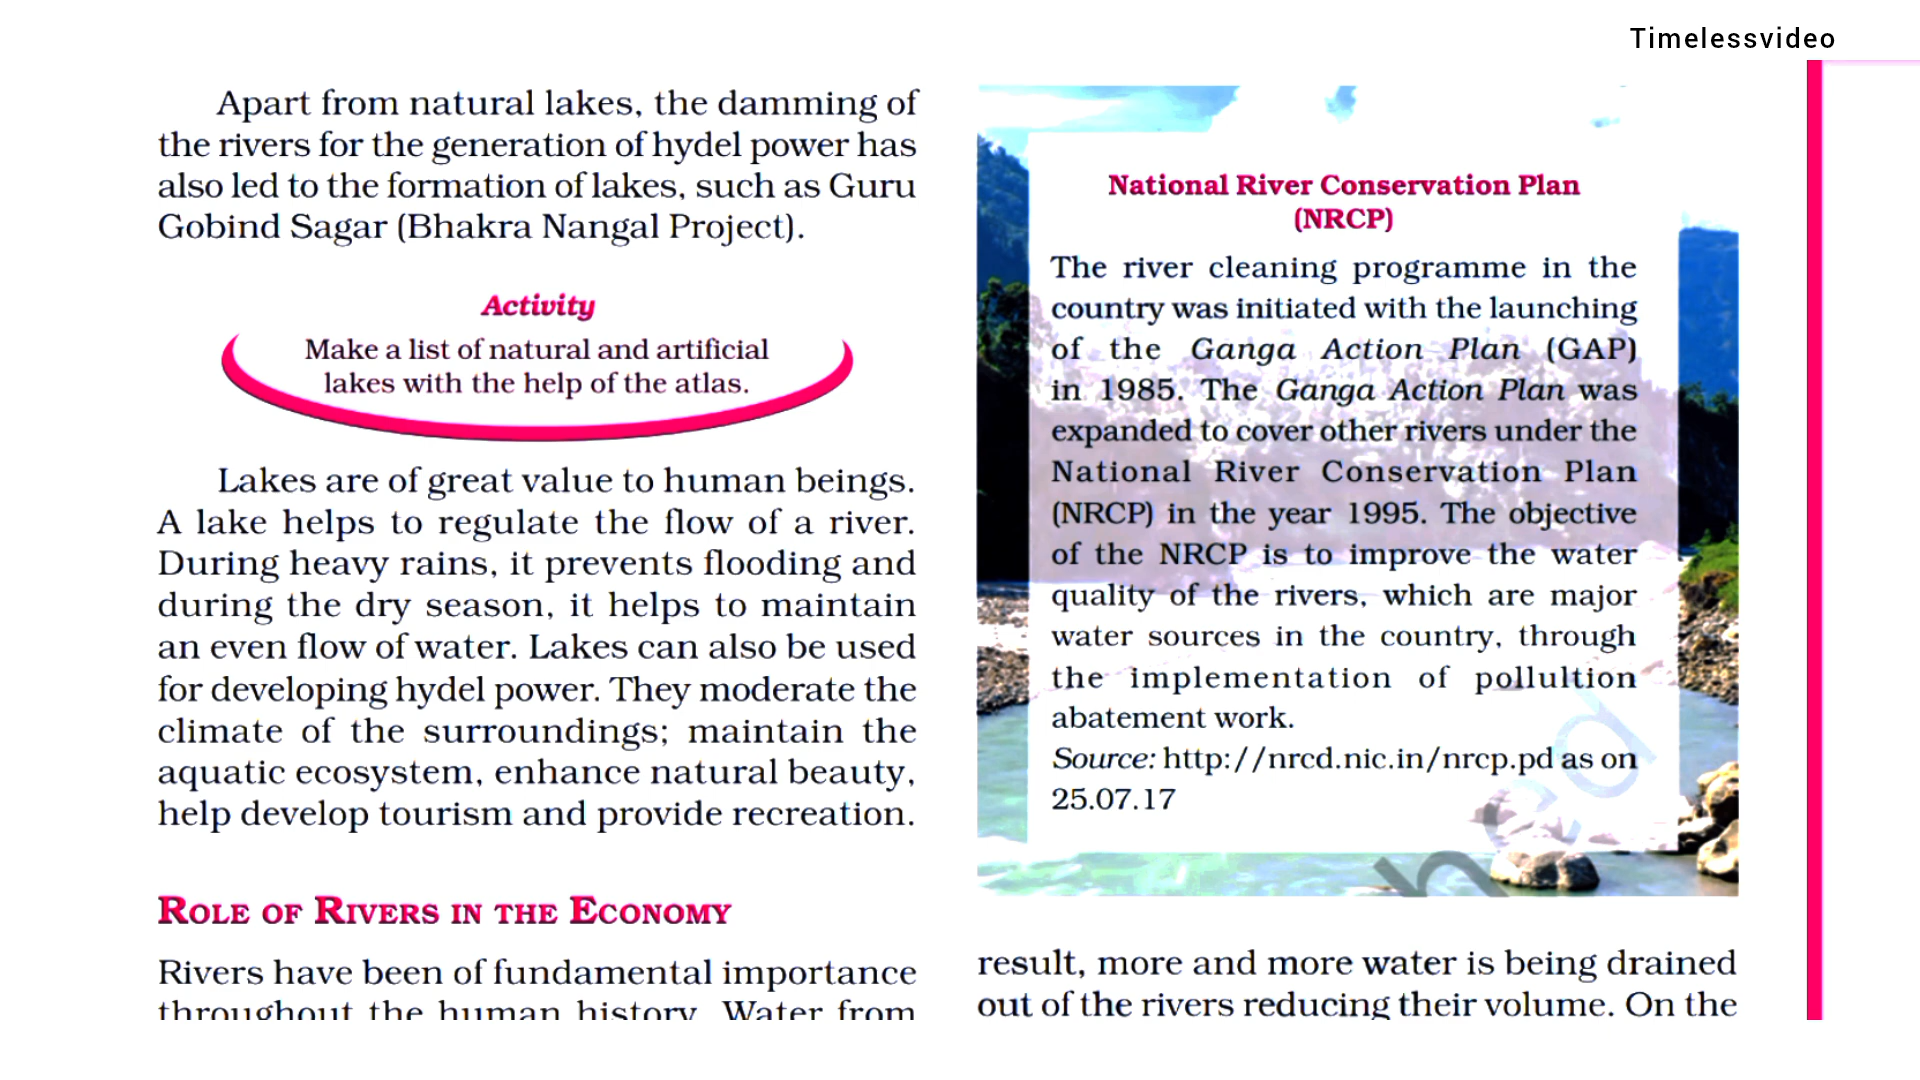 Timelessvideo
Apart from natural lakes, the damming of
the rivers for the generation of hydel power has
also led to the formation of lakes, such as Guru
Gobind Sagar (Bhakra Nangal Project).
Activity
Make a list of natural and artificial
lakes with the help of the atlas.
Lakes are of great value to human beings.
A lake helps to regulate the flow of a river.
During heavy rains, it prevents flooding and
during the dry season, it helps to maintain
an even flow of water. Lakes can also be used
for developing hydel power. They moderate the
climate of the surroundings; maintain the
aquatic ecosystem, enhance natural beauty,
help develop tourism and provide recreation.
ROLE OF RIVERS IN THE ECONOMY
Rivers have been of fundamental importance
throughout the human history. Water from
National River Conservation Plan
(NRCP)
The river cleaning programme in the
country was initiated with the launching
of the Ganga Action Plan (GAP)
in 1985. The Ganga Action Plan was
expanded to cover other rivers under the
National River Conservation Plan
(NRCP) in the year 1995. The objective
of the NRCP is to improve the water
quality of the rivers, which are major
water sources in the country, through
the implementation of pollultion
abatement work.
Source: http://nrcd.nic.in/nrcp.pd as on
25.07.17
result, more and more water is being drained
out of the rivers reducing their volume. On the